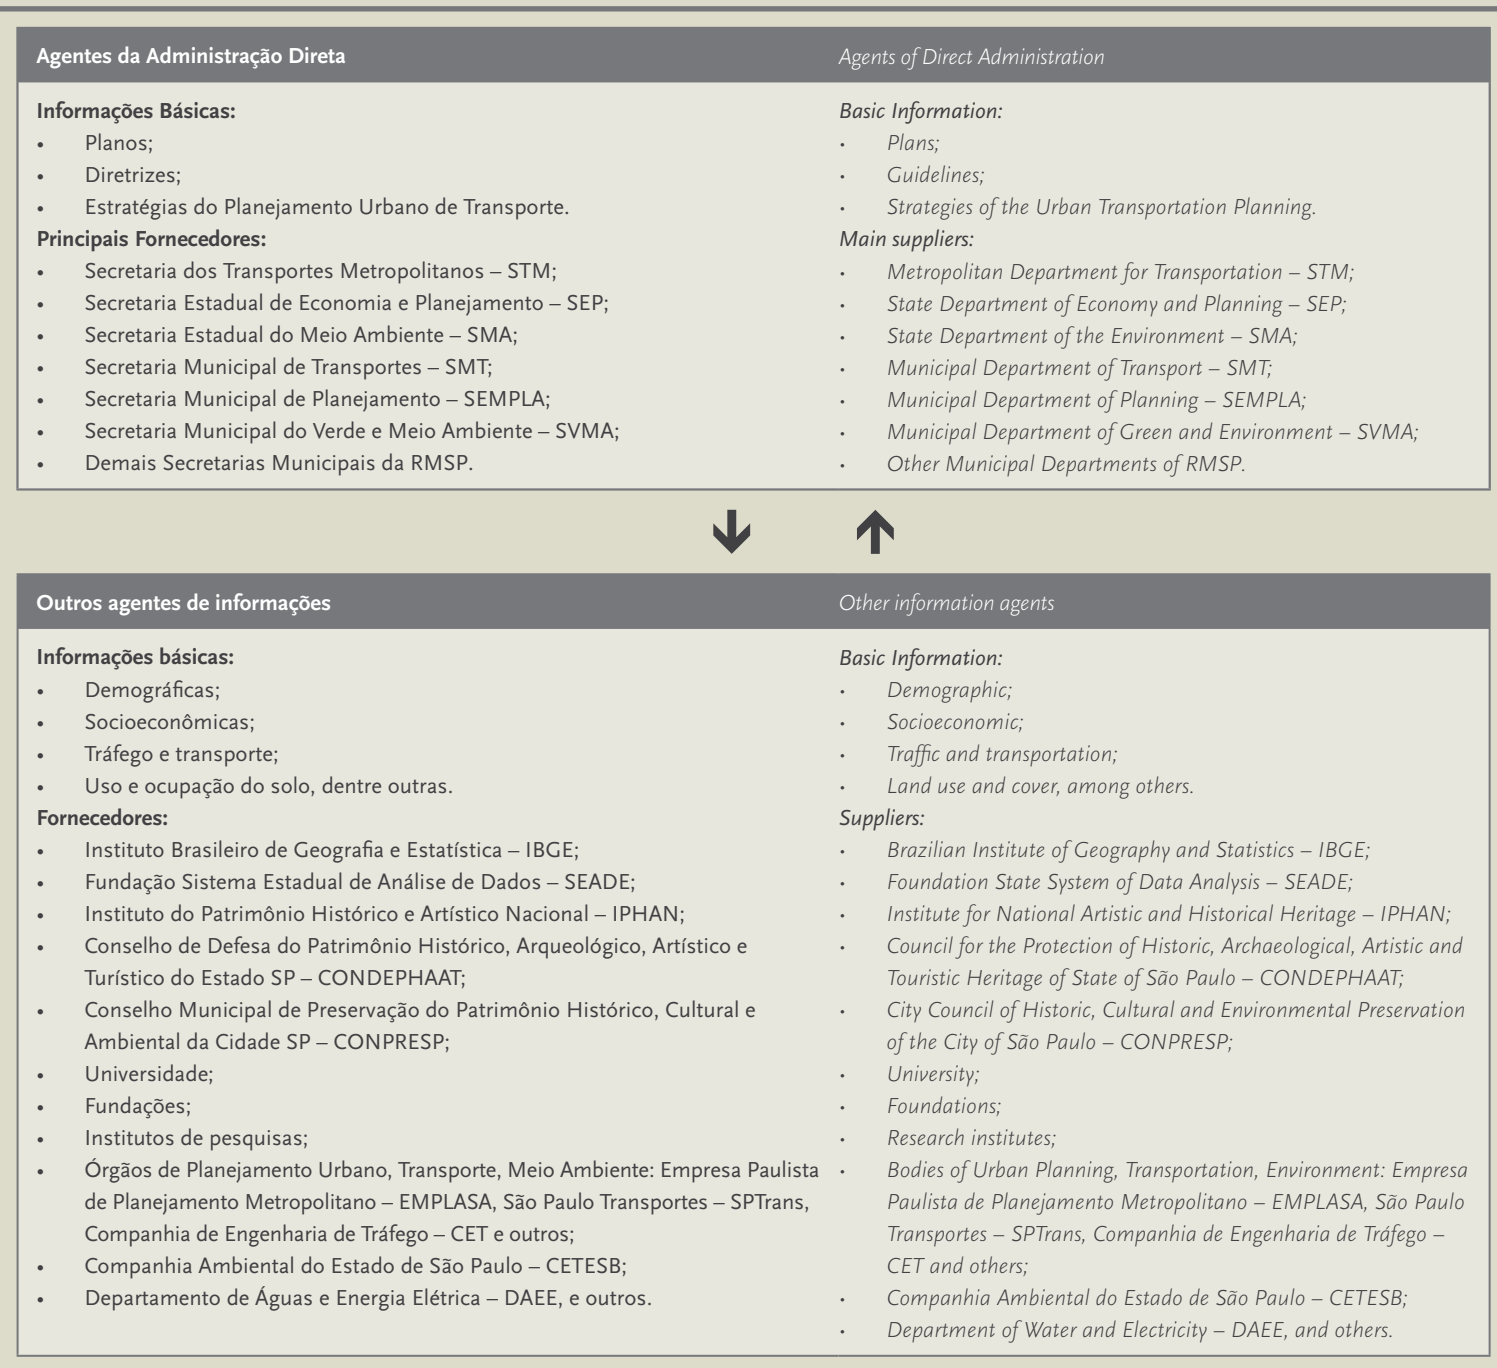 Agentes da Administração Direta
Informações Básicas:
• Planos;
• Diretrizes;
• Estratégias do Planejamento Urbano de Transporte.
Principais Fornecedores:
• Secretaria dos Transportes Metropolitanos – STM;
• Secretaria Estadual de Economia e Planejamento – SEP;
• Secretaria Estadual do Meio Ambiente – SMA;
• Secretaria Municipal de Transportes – SMT;
• Secretaria Municipal de Planejamento – SEMPLA;
• Secretaria Municipal do Verde e Meio Ambiente – SVMA;
• Demais Secretarias Municipais da RMSP.
Agents of Direct Administration
Basic Information:
• Plans;
• Guidelines;
• Strategies of the Urban Transportation Planning.
Main suppliers:
• Metropolitan Department for Transportation – STM;
• State Department of Economy and Planning – SEP;
• State Department of the Environment – SMA;
• Municipal Department of Transport – SMT;
• Municipal Department of Planning – SEMPLA;
• Municipal Department of Green and Environment – SVMA;
• Other Municipal Departments of RMSP.
Outros agentes de informações
Informações básicas:
• Demográficas;
• Socioeconômicas;
• Tráfego e transporte;
• Uso e ocupação do solo, dentre outras.
Fornecedores:
• Instituto Brasileiro de Geografia e Estatística – IBGE;
• Fundação Sistema Estadual de Análise de Dados – SEADE;
• Instituto do Patrimônio Histórico e Artístico Nacional – IPHAN;
• Conselho de Defesa do Patrimônio Histórico, Arqueológico, Artístico e
Turístico do Estado SP – CONDEPHAAT;
• Conselho Municipal de Preservação do Patrimônio Histórico, Cultural e
Ambiental da Cidade SP – CONPRESP;
• Universidade;
• Fundações;
• Institutos de pesquisas;
• Órgãos de Planejamento Urbano, Transporte, Meio Ambiente: Empresa Paulista
de Planejamento Metropolitano – EMPLASA, São Paulo Transportes – SPTrans,
Companhia de Engenharia de Tráfego – CET e outros;
• Companhia Ambiental do Estado de São Paulo – CETESB;
• Departamento de Águas e Energia Elétrica – DAEE, e outros.
Other information agents
Basic Information:
• Demographic;
• Socioeconomic;
• Traffic and transportation;
• Land use and cover, among others.
Suppliers:
• Brazilian Institute of Geography and Statistics – IBGE;
• Foundation State System of Data Analysis – SEADE;
• Institute for National Artistic and Historical Heritage – IPHAN;
• Council for the Protection of Historic, Archaeological, Artistic and
Touristic Heritage of State of São Paulo – CONDEPHAAT;
• City Council of Historic, Cultural and Environmental Preservation
of the City of São Paulo – CONPRESP;
• University;
• Foundations;
• Research institutes;
• Bodies of Urban Planning, Transportation, Environment: Empresa
Paulista de Planejamento Metropolitano – EMPLASA, São Paulo
Transportes – SPTrans, Companhia de Engenharia de Tráfego –
CET and others;
• Companhia Ambiental do Estado de São Paulo – CETESB;
• Department of Water and Electricity – DAEE, and others.